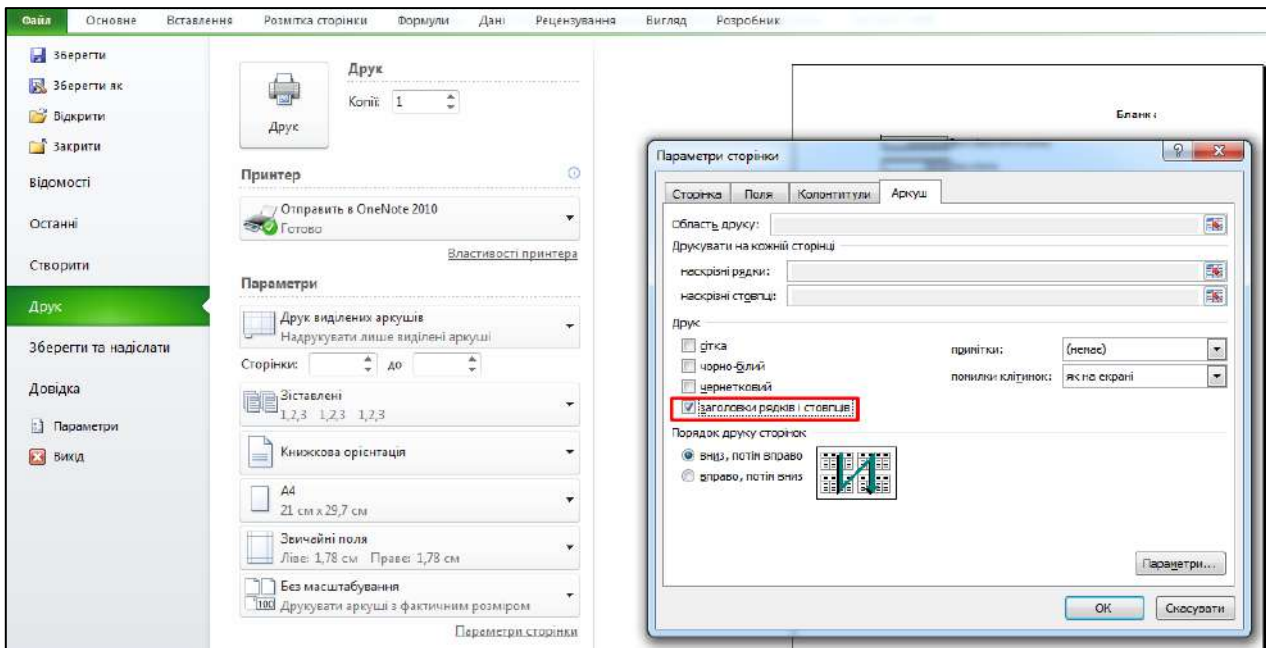 Файл Основне Вставлення Розмітка сторінки Формули Дані Рецензування Вигляд Розробник
Зберегти
Зберегти як
Відкрити
Закрити
Відомості
Останні
Створити
Друк
Зберегти та надіслати
Довідка
Параметри
Вихід
Друк
Копії: 1
Друк
Принтер
Отправить в OneNote 2010
Готово
Властивості принтера
Параметри
Друк виділених аркушів
Надрукувати лише виділені аркуші
Сторінки: до
Зіставлені
1,2,3 1,2,3 1,2,3
Книжкова орієнтація
A4
21 см x 29,7 см
Звичайні поля
Ліве: 1,78 см Праве: 1,78 см
Без масштабування
100 Друкувати аркуші з фактичним розміром
Параметри сторінки
Бланк
Параметри сторінки
Сторінка Поля Колонтитули Аркуш
Область друку:
Друкувати на кожній сторінці
наскрізні рядки:
наскрізні стовпці:
Друк
сітка
чорно-білий
чернетковий
заголовки рядків і стовпців
примітки: (немає)
помилки клітинок: як на екрані
Порядок друку сторінок
вниз, потім вправо
вправо, потім вниз
Параметри...
ОК Скасувати